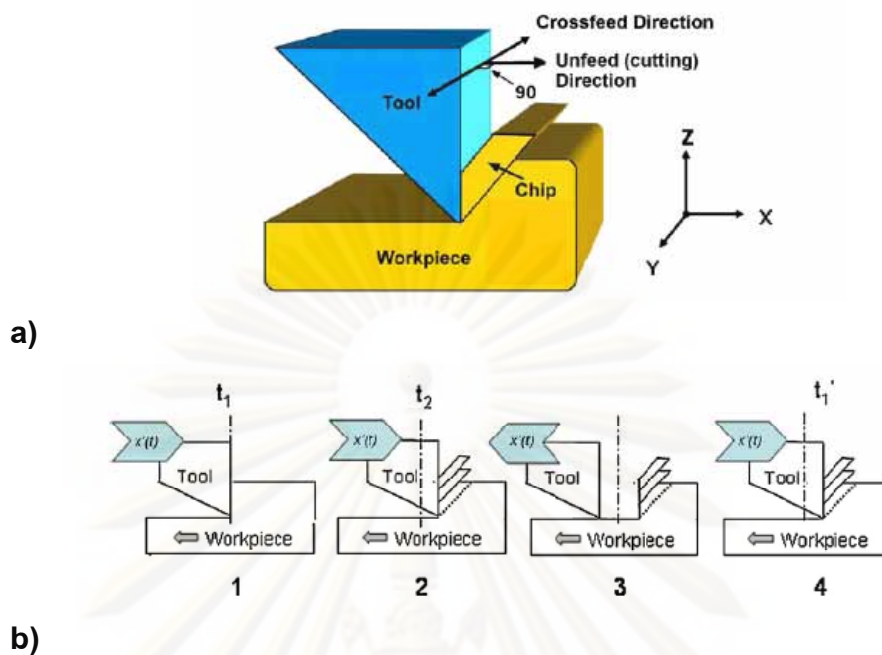 Crossfeed Direction
Unfeed (cutting)
Direction
90
Tool
Chip
Workpiece
Z
X
Y
a)
t₁
t₂
t₁'
x'(t)
x'(t)
x'(t)
x'(t)
Tool
Tool
Tool
Tool
Workpiece
Workpiece
Workpiece
Workpiece
1
2
3
4
b)